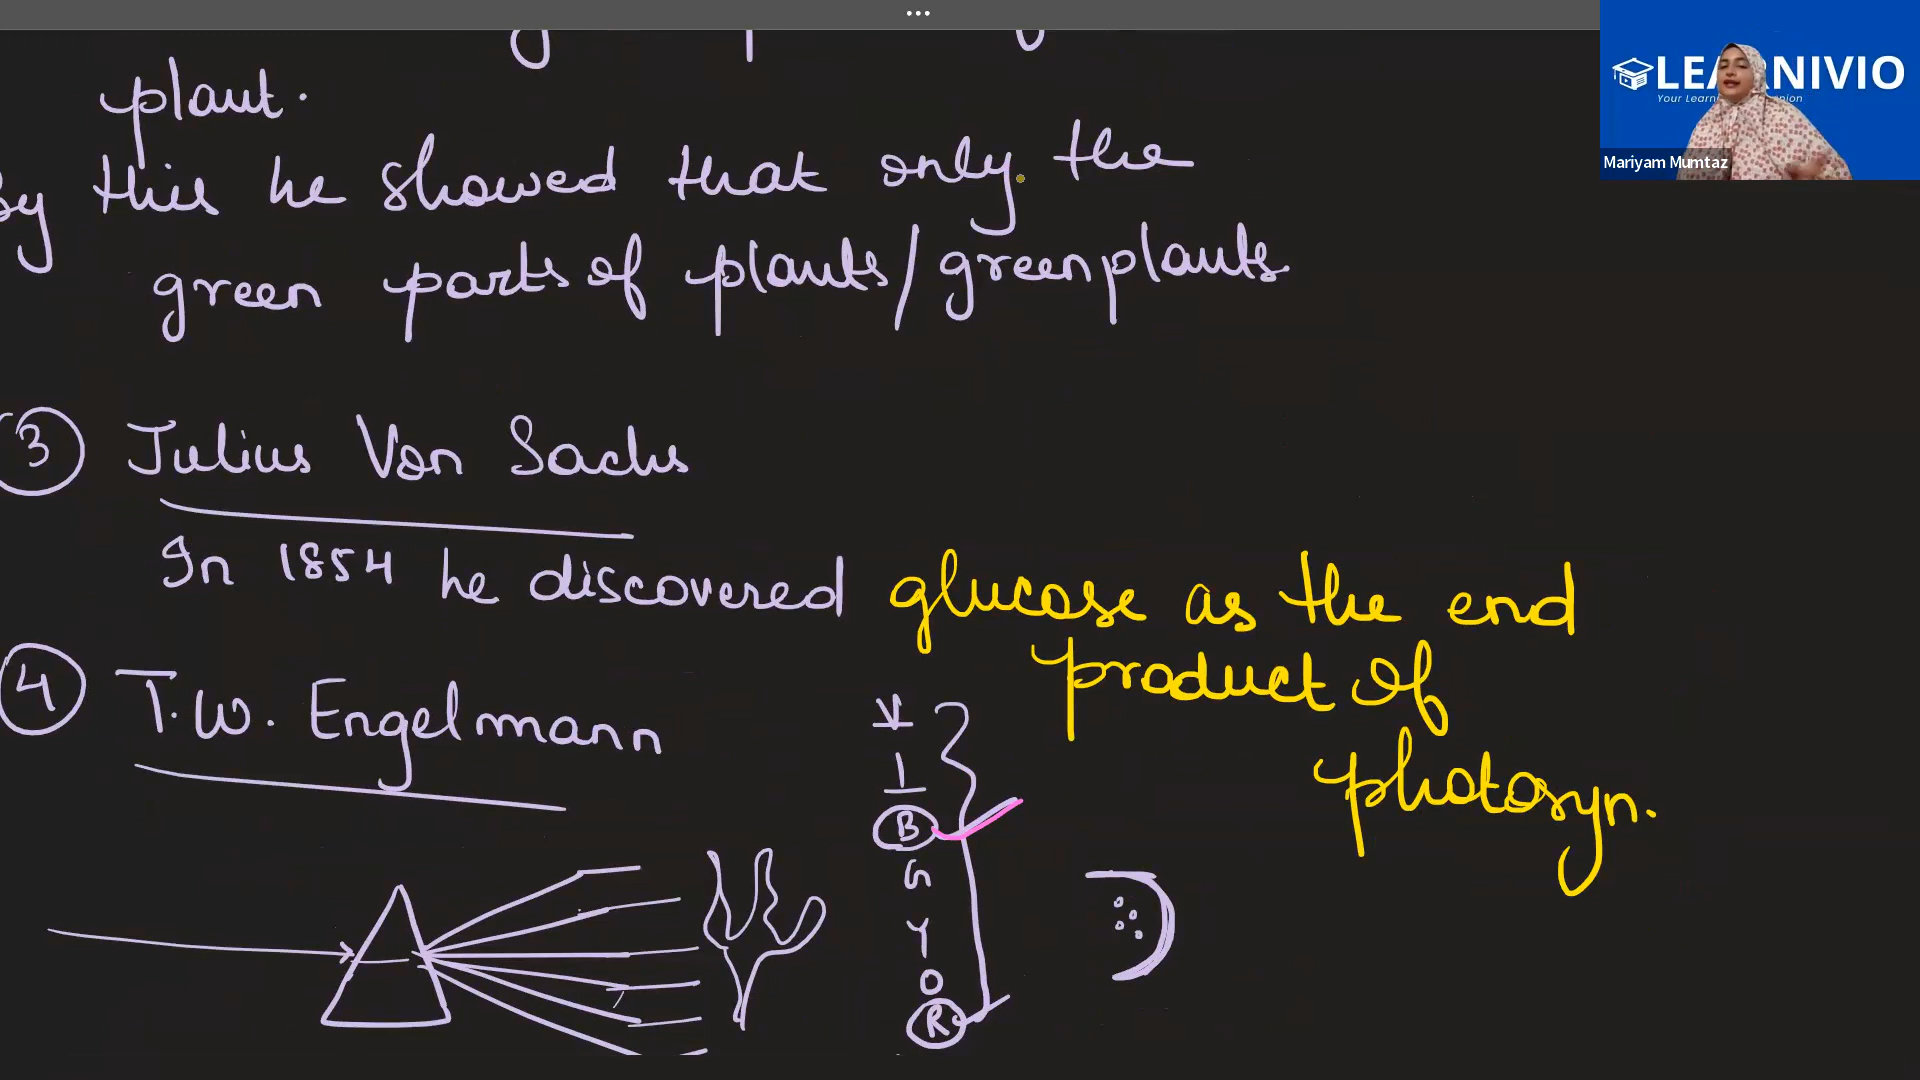 ...
LEARNIVIO
Mariyam Mumtaz
plant.
By this he showed that only the
green parts of plants/green plants
3 Julius Von Sachs
In 1854 he discovered glucose as the end
product of
photosyn.
4 T.W. Engelmann
V
I
B
G
Y
O
R